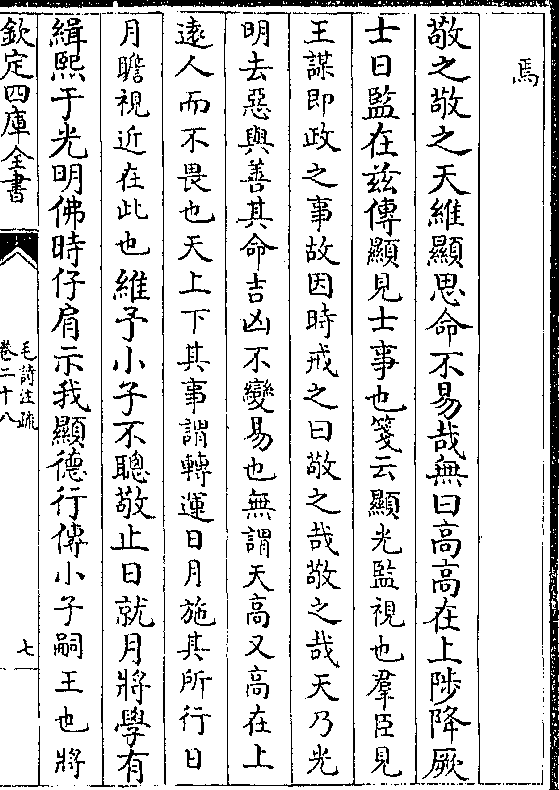 焉
敬之敬之天維顯思命不易哉無曰高高在上陟降厥
士日監在兹傳顯見士事也箋云顯光監視也羣臣見
王謀即政之事故因時戒之曰敬之哉敬之哉天乃光
明去惡與善其命吉凶不變易也無謂天高又高在上
逺人而不畏也天上下其事謂轉運日月施其所行日
月瞻視近在此也維予小子不聰敬止日就月將學有
緝熙于光明佛時仔肩示我顯德行傳小子嗣王也將
欽定四庫全書
毛詩注疏
卷二十八
七